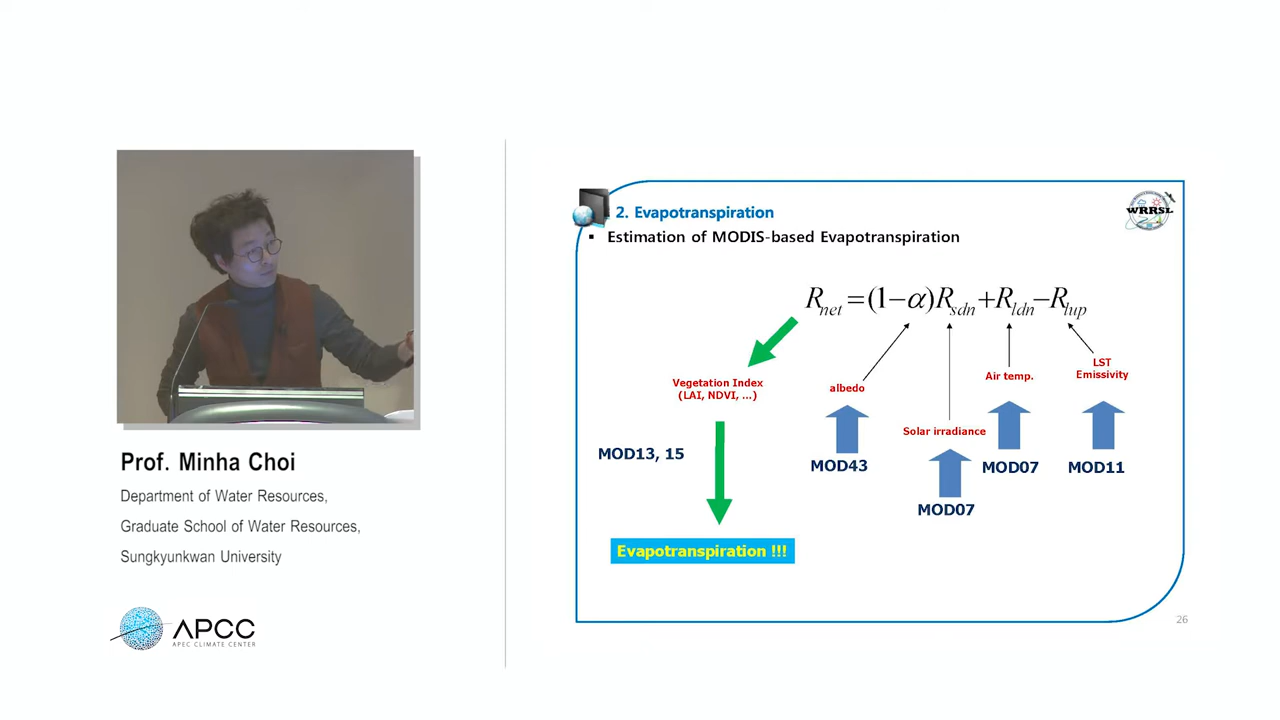 Prof. Minha Choi
Department of Water Resources,
Graduate School of Water Resources,
Sungkyunkwan University
APCC
APEC CLIMATE CENTER
2. Evapotranspiration
WRRSL
▪ Estimation of MODIS-based Evapotranspiration
R_net = (1−α)R_sdn + R_ldn − R_lup
Vegetation Index
(LAI, NDVI, ...)
albedo
Solar irradiance
Air temp.
LST
Emissivity
MOD13, 15
MOD43
MOD07
MOD07
MOD11
Evapotranspiration !!!
26